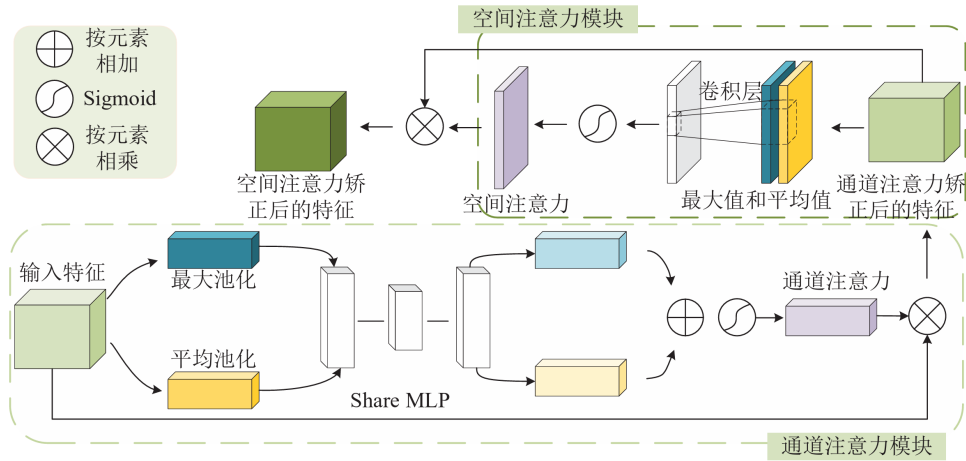 空间注意力模块
按元素
相加
Sigmoid
按元素
相乘
卷积层
空间注意力矫
正后的特征
空间注意力
最大值和平均值
通道注意力矫
正后的特征
输入特征
最大池化
平均池化
Share MLP
通道注意力
通道注意力模块